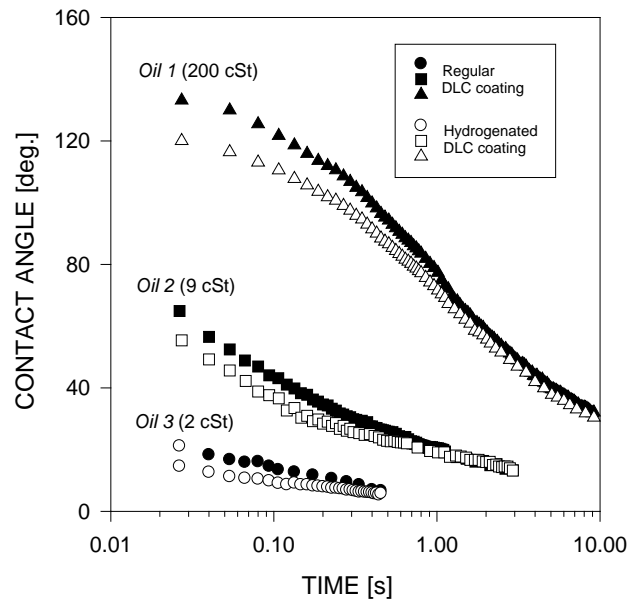 160
Oil 1 (200 cSt)
Regular
DLC coating
Hydrogenated
DLC coating
120
CONTACT ANGLE [deg.]
80
Oil 2 (9 cSt)
40
Oil 3 (2 cSt)
0
0.01 0.10 1.00 10.00
TIME [s]